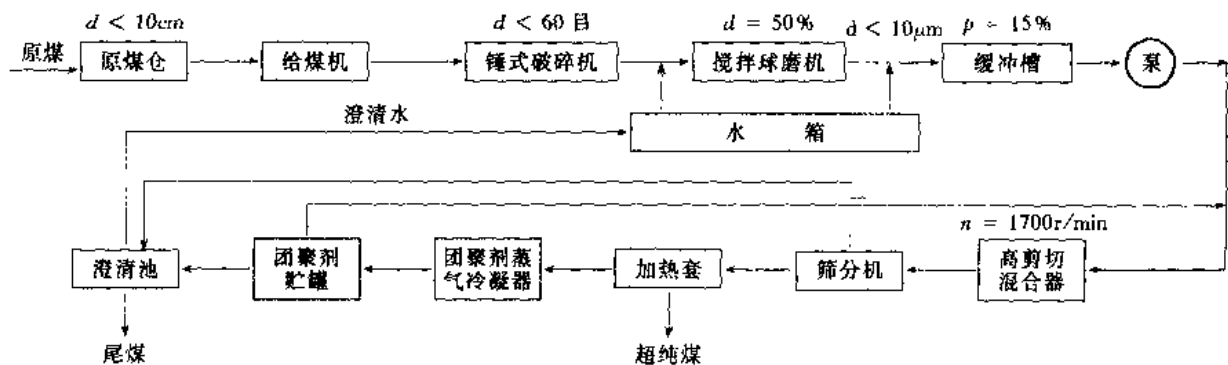 d < 10cm
d < 60 目
d = 50%
d < 10μm
p = 15%
原煤
原煤仓
给煤机
锤式破碎机
搅拌球磨机
缓冲槽
泵
澄清水
水 箱
n = 1700r/min
澄清池
团聚剂
贮罐
团聚剂蒸
气冷凝器
加热套
筛分机
高剪切
混合器
尾煤
超纯煤